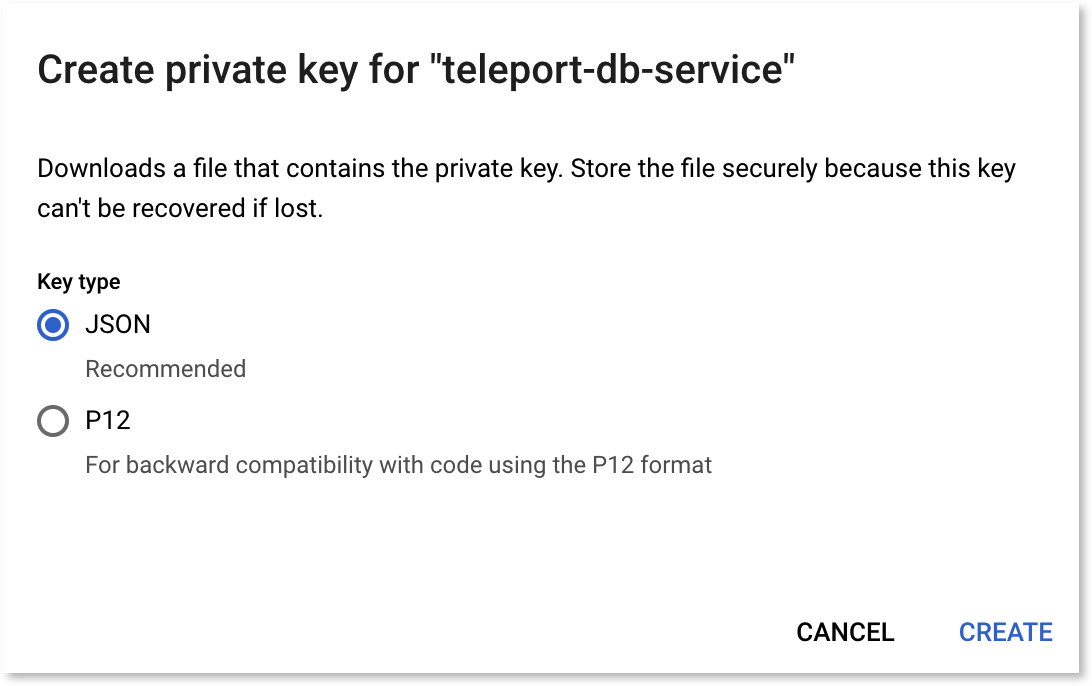 Create private key for "teleport-db-service"
Downloads a file that contains the private key. Store the file securely because this key
can't be recovered if lost.
Key type
JSON
Recommended
P12
For backward compatibility with code using the P12 format
CANCEL
CREATE